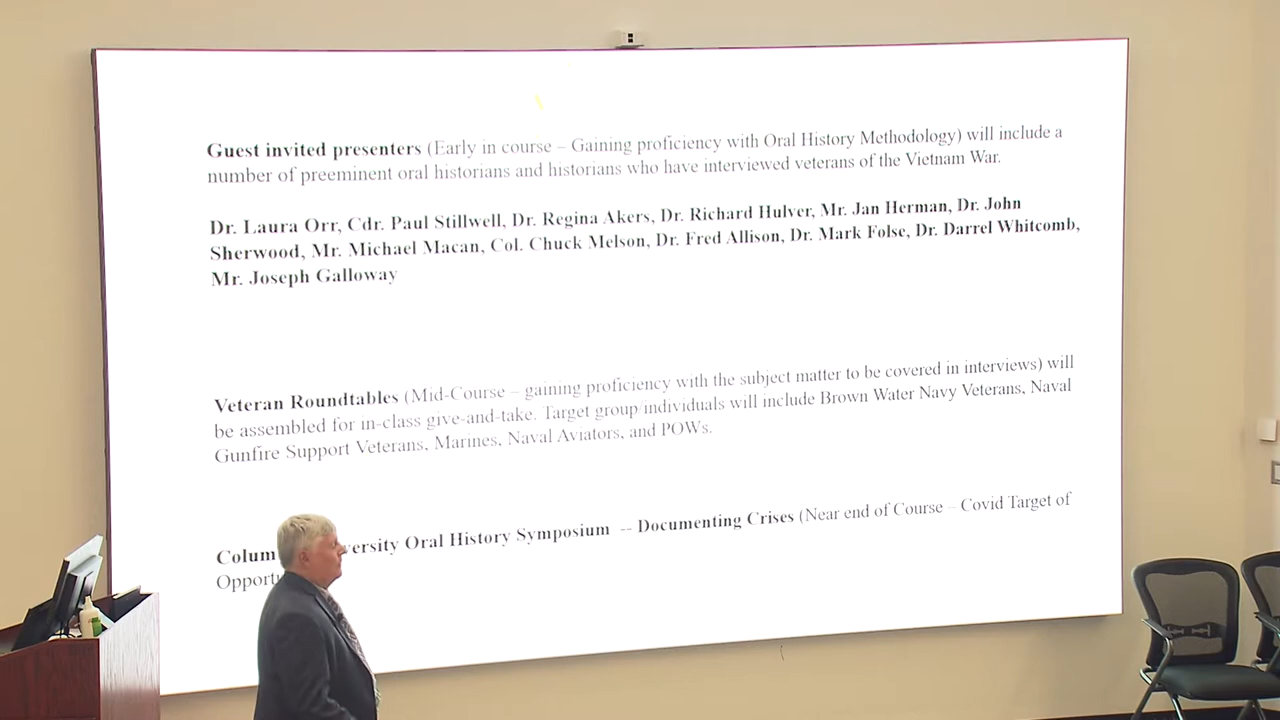 Guest invited presenters (Early in course – Gaining proficiency with Oral History Methodology) will include a
number of preeminent oral historians and historians who have interviewed veterans of the Vietnam War.
Dr. Laura Orr, Cdr. Paul Stillwell, Dr. Regina Akers, Dr. Richard Hulver, Mr. Jan Herman, Dr. John
Sherwood, Mr. Michael Macan, Col. Chuck Melson, Dr. Fred Allison, Dr. Mark Folse, Dr. Darrel Whitcomb,
Mr. Joseph Galloway
Veteran Roundtables (Mid-Course – gaining proficiency with the subject matter to be covered in interviews) will
be assembled for in-class give-and-take. Target group/individuals will include Brown Water Navy Veterans, Naval
Gunfire Support Veterans, Marines, Naval Aviators, and POWs.
Oral History Symposium -- Documenting Crises (Near end of Course – Covid Target of